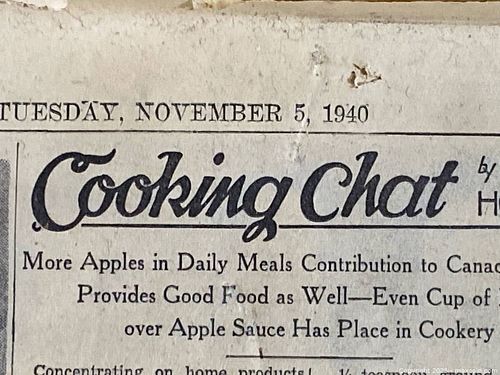 TUESDAY, NOVEMBER 5, 1940
Cooking Chat
by
More Apples in Daily Meals Contribution to
Provides Good Food as Well—Even Cup of
over Apple Sauce Has Place in Cookery
Concentrating on home products!